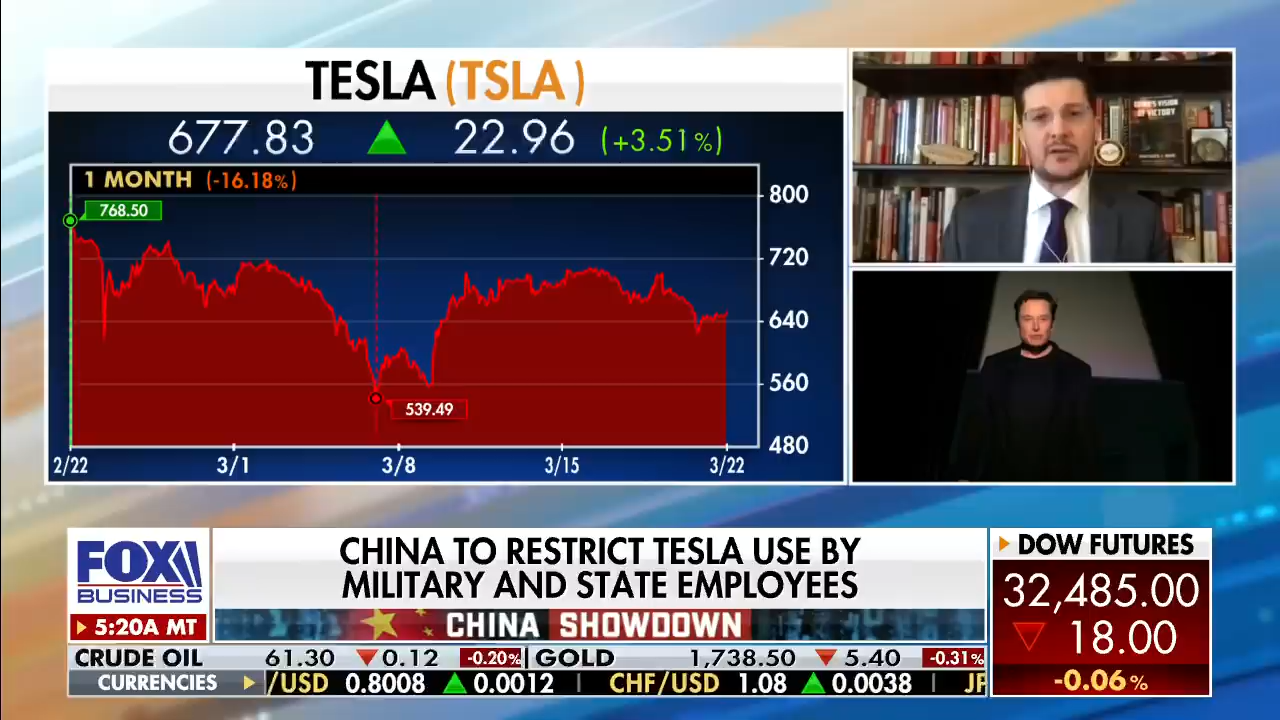 TESLA (TSLA)
677.83 22.96 (+3.51%)
1 MONTH (-16.18%)
768.50
539.49
800
720
640
560
480
2/22 3/1 3/8 3/15 3/22
VISION
OF VICTORY
FOX
BUSINESS
5:20A MT
CHINA TO RESTRICT TESLA USE BY
MILITARY AND STATE EMPLOYEES
CHINA SHOWDOWN
DOW FUTURES
32,485.00
18.00
-0.06%
CRUDE OIL 61.30 0.12 -0.20% GOLD 1,738.50 5.40 -0.31%
CURRENCIES /USD 0.8008 0.0012 CHF/USD 1.08 0.0038